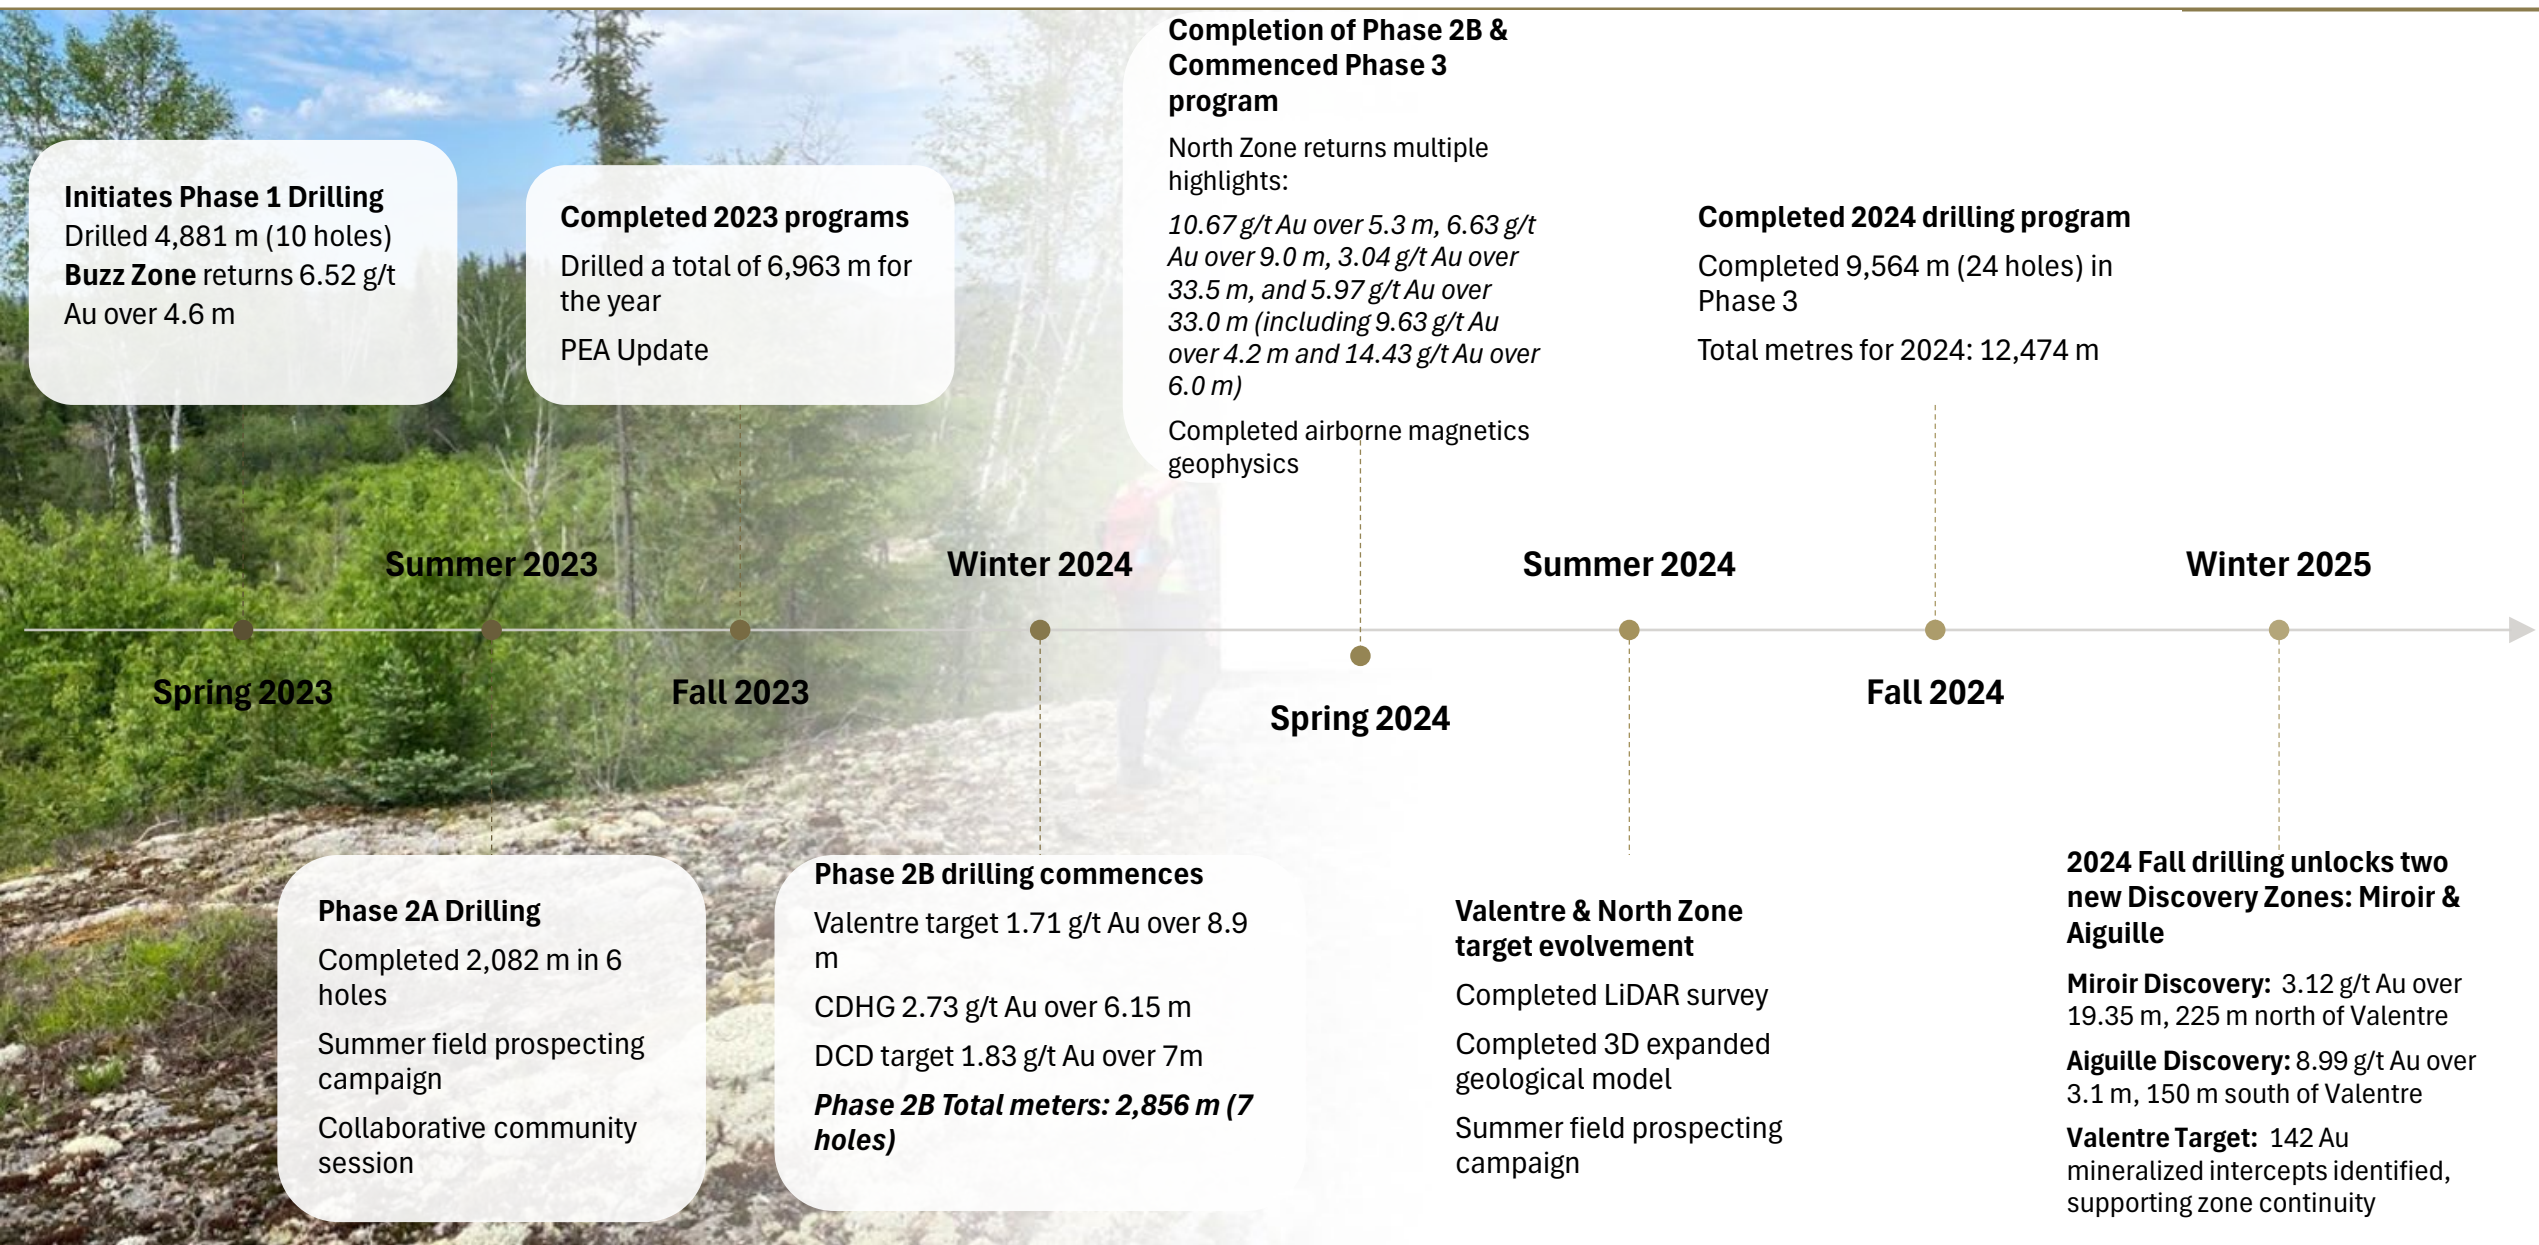 Initiates Phase 1 Drilling
Drilled 4,881 m (10 holes)
Buzz Zone returns 6.52 g/t
Au over 4.6 m
Completed 2023 programs
Drilled a total of 6,963 m for
the year
PEA Update
Completion of Phase 2B &
Commenced Phase 3
program
North Zone returns multiple
highlights:
10.67 g/t Au over 5.3 m, 6.63 g/t
Au over 9.0 m, 3.04 g/t Au over
33.5 m, and 5.97 g/t Au over
33.0 m (including 9.63 g/t Au
over 4.2 m and 14.43 g/t Au over
6.0 m)
Completed airborne magnetics
geophysics
Completed 2024 drilling program
Completed 9,564 m (24 holes) in
Phase 3
Total metres for 2024: 12,474 m
Summer 2023
Winter 2024
Summer 2024
Winter 2025
Spring 2023
Fall 2023
Spring 2024
Fall 2024
Phase 2A Drilling
Completed 2,082 m in 6
holes
Summer field prospecting
campaign
Collaborative community
session
Phase 2B drilling commences
Valentre target 1.71 g/t Au over 8.9
m
CDHG 2.73 g/t Au over 6.15 m
DCD target 1.83 g/t Au over 7m
Phase 2B Total meters: 2,856 m (7
holes)
Valentre & North Zone
target evolvement
Completed LiDAR survey
Completed 3D expanded
geological model
Summer field prospecting
campaign
2024 Fall drilling unlocks two
new Discovery Zones: Miroir &
Aiguille
Miroir Discovery: 3.12 g/t Au over
19.35 m, 225 m north of Valentre
Aiguille Discovery: 8.99 g/t Au over
3.1 m, 150 m south of Valentre
Valentre Target: 142 Au
mineralized intercepts identified,
supporting zone continuity